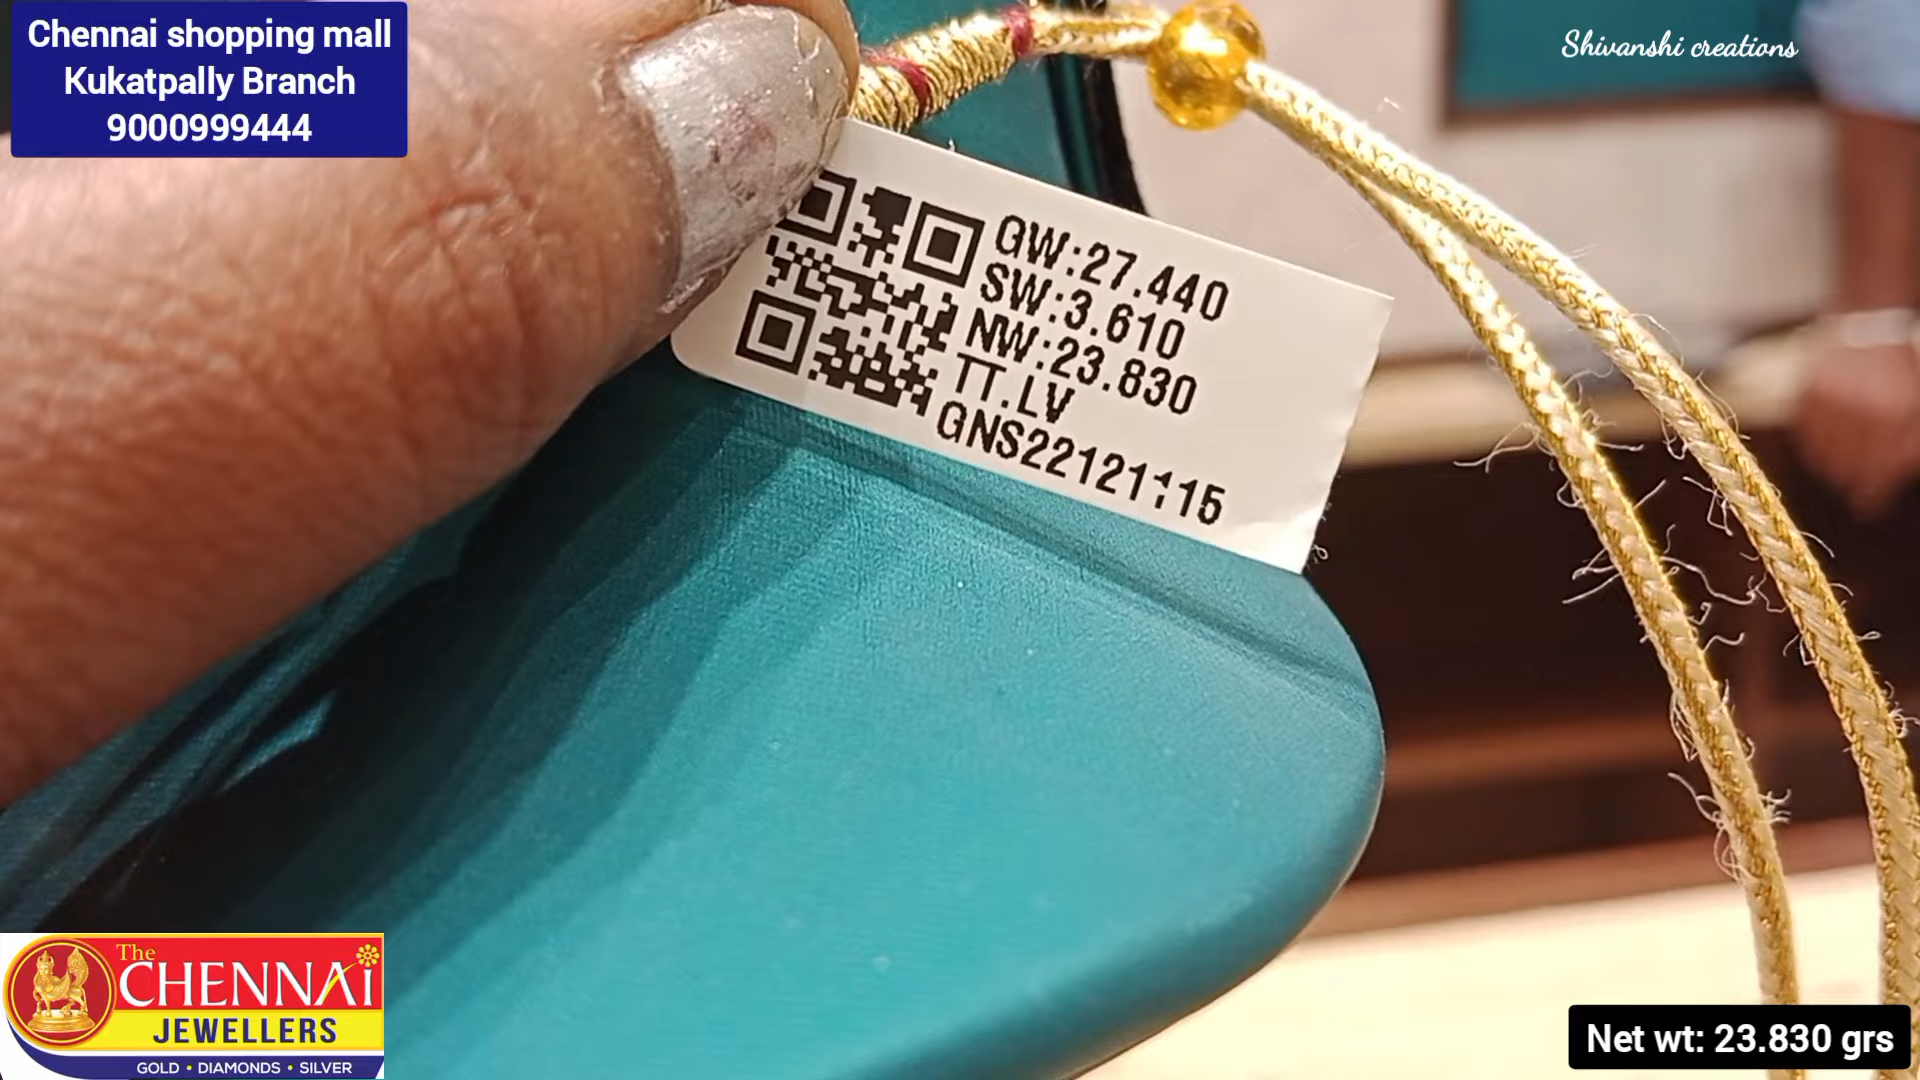 Chennai shopping mall
Kukatpally Branch
9000999444
Shivanshi creations
GW:27.440
SW:3.610
NW:23.830
TT.LV
The
CHENNAi
JEWELLERS
GOLD • DIAMONDS • SILVER
Net wt: 23.830 grs